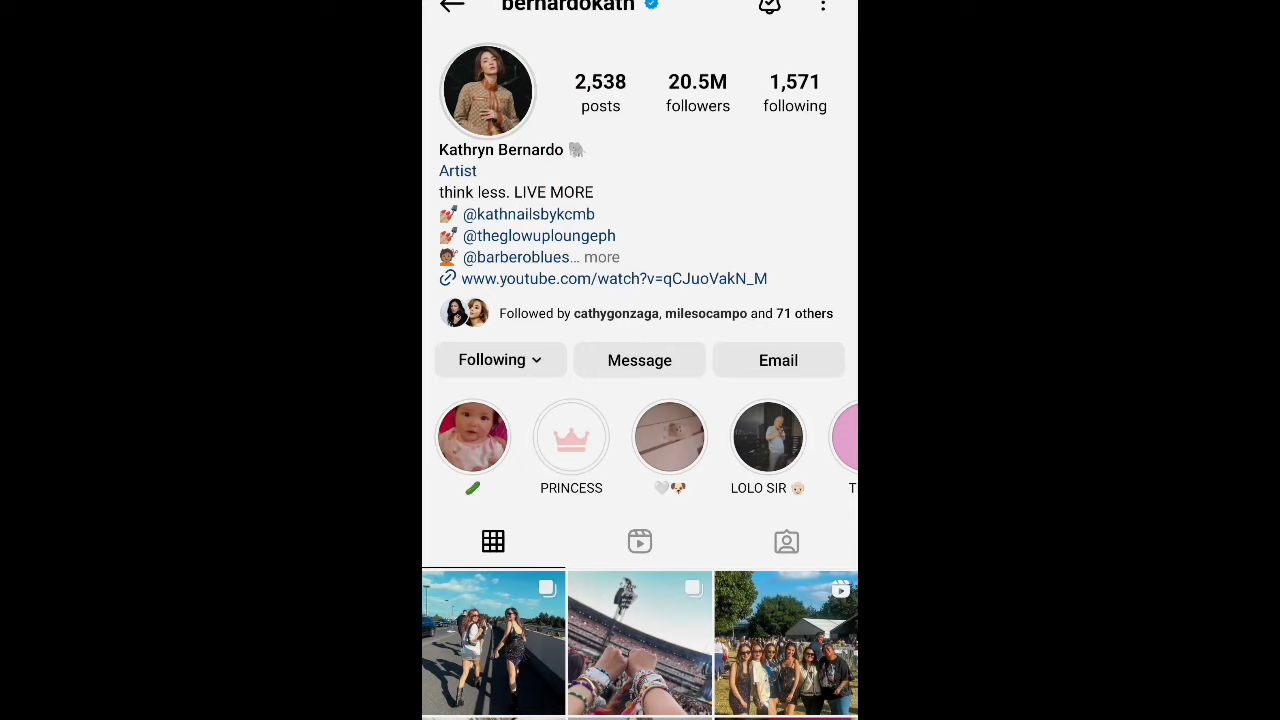 bernardokath
2,538 20.5M 1,571
posts followers following
Kathryn Bernardo 🐘
Artist
think less. LIVE MORE
💅🏼 @kathnailsbykcmb
💅🏼 @theglowuploungeph
💇🏽 @barberoblues... more
www.youtube.com/watch?v=qCJuoVakN_M
Followed by cathygonzaga, milesocampo and 71 others
Following Message Email
🥒 PRINCESS 🤍🐶 LOLO SIR 👴🏻 T